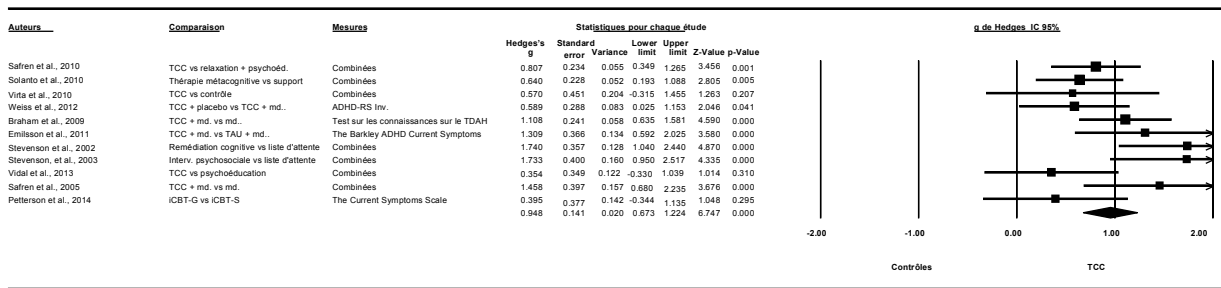 Auteurs Comparaison Mesures Statistiques pour chaque étude g de Hedges IC 95%
Hedges's g Standard error Variance Lower limit Upper limit Z-Value p-Value
Safren et al., 2010 TCC vs relaxation + psychoéd. Combinées 0.807 0.234 0.055 0.349 1.265 3.456 0.001
Solanto et al., 2010 Thérapie métacognitive vs support Combinées 0.640 0.228 0.052 0.193 1.088 2.805 0.005
Virta et al., 2010 TCC vs contrôle Combinées 0.570 0.451 0.204 -0.315 1.455 1.263 0.207
Weiss et al., 2012 TCC + placebo vs TCC + md.. ADHD-RS Inv. 0.589 0.288 0.083 0.025 1.153 2.046 0.041
Braham et al., 2009 TCC + md. vs md.. Test sur les connaissances sur le TDAH 1.108 0.241 0.058 0.635 1.581 4.590 0.000
Emilsson et al., 2011 TCC + md. vs TAU + md.. The Barkley ADHD Current Symptoms 1.309 0.366 0.134 0.592 2.025 3.580 0.000
Stevenson et al., 2002 Remédiation cognitive vs liste d'attente Combinées 1.740 0.357 0.128 1.040 2.440 4.870 0.000
Stevenson, et al., 2003 Interv. psychosociale vs liste d'attente Combinées 1.733 0.400 0.160 0.950 2.517 4.335 0.000
Vidal et al., 2013 TCC vs psychoéducation Combinées 0.354 0.349 0.122 -0.330 1.039 1.014 0.310
Safren et al., 2005 TCC + md. vs md. Combinées 1.458 0.397 0.157 0.680 2.235 3.676 0.000
Petterson et al., 2014 iCBT-G vs iCBT-S The Current Symptoms Scale 0.395 0.377 0.142 -0.344 1.135 1.048 0.295
0.948 0.141 0.020 0.673 1.224 6.747 0.000
-2.00 -1.00 0.00 1.00 2.00
Contrôles TCC